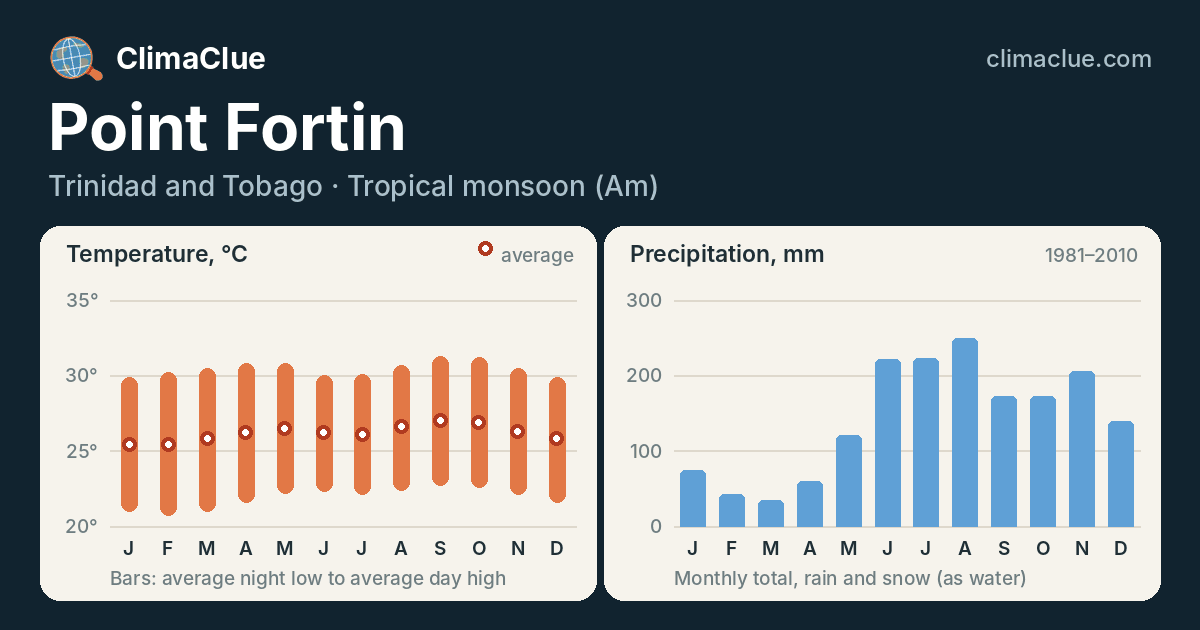 ClimaClue
climaclue.com
Point Fortin
Trinidad and Tobago · Tropical monsoon (Am)
Temperature, °C
average
35°
30°
25°
20°
J F M A M J J A S O N D
Bars: average night low to average day high
Precipitation, mm
1981–2010
300
200
100
0
J F M A M J J A S O N D
Monthly total, rain and snow (as water)